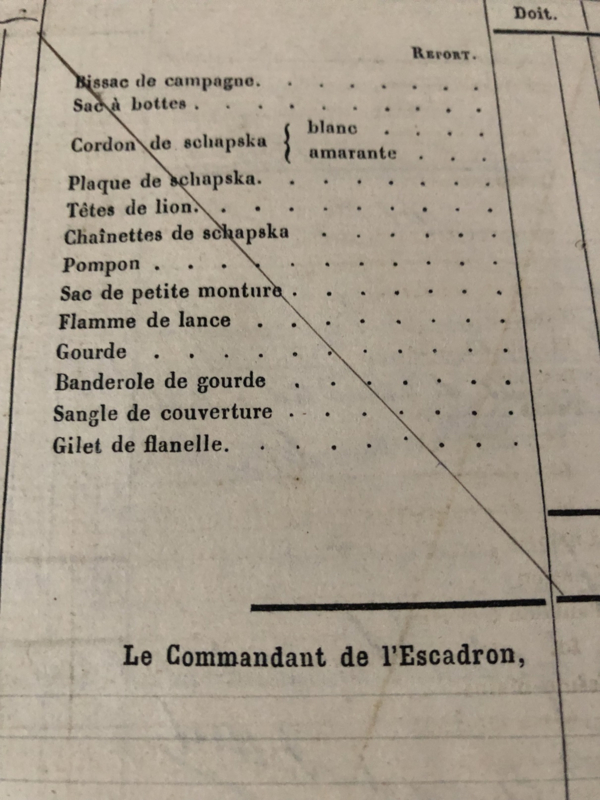 Doit.
REPORT.
Bissac de campagne. . . . . . . .
Sac à bottes . . . . . . . . .
Cordon de schapska { blanc . . . .
amarante . . .
Plaque de schapska. . . . . . . .
Têtes de lion. . . . . . . . . .
Chaînettes de schapska . . . . .
Pompon . . . . . . . . . .
Sac de petite monture . . . . . .
Flamme de lance . . . . . . .
Gourde . . . . . . . . .
Banderole de gourde . . . . . .
Sangle de couverture . . . . . .
Gilet de flanelle. . . . . . . .
Le Commandant de l'Escadron,